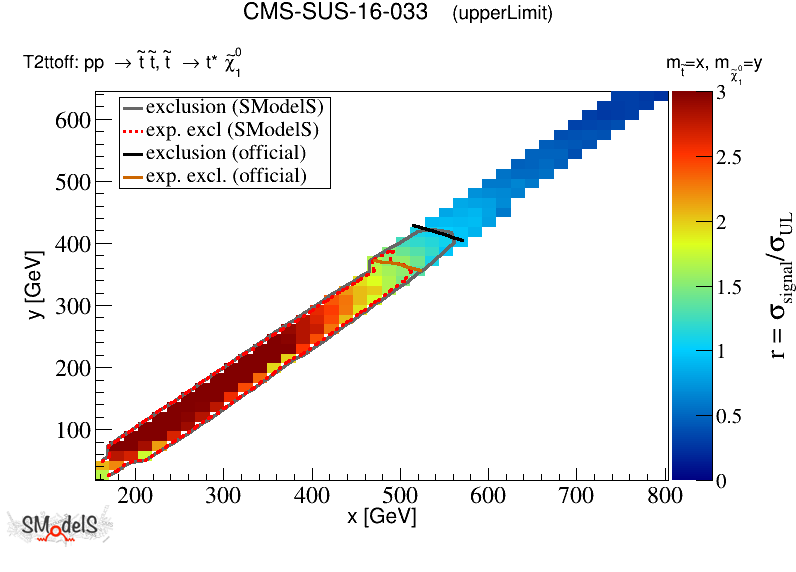 CMS-SUS-16-033 (upperLimit)
T2ttoff: pp → t̃ t̃, t̃ → t* χ̃⁰₁
m_t̃=x, m_χ̃⁰₁=y
exclusion (SModelS)
exp. excl (SModelS)
exclusion (official)
exp. excl. (official)
600
500
400
300
200
100
y [GeV]
200 300 400 500 600 700 800
x [GeV]
3
2.5
2
1.5
1
0.5
0
r = σ_signal/σ_UL
SModelS